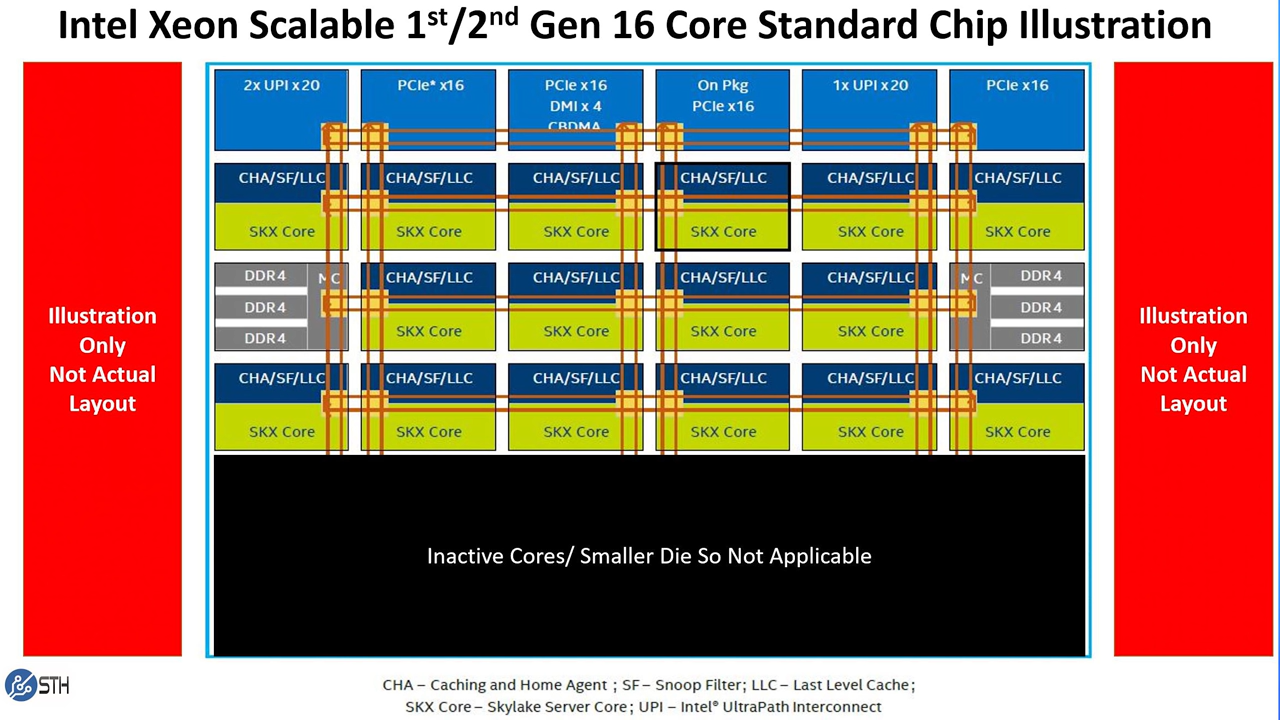 Intel Xeon Scalable 1st/2nd Gen 16 Core Standard Chip Illustration
2x UPI x20
PCIe* x16
PCIe x16
DMI x 4
CBDMA
On Pkg
PCIe x16
1x UPI x20
PCIe x16
CHA/SF/LLC
CHA/SF/LLC
CHA/SF/LLC
CHA/SF/LLC
CHA/SF/LLC
CHA/SF/LLC
SKX Core
SKX Core
SKX Core
SKX Core
SKX Core
SKX Core
DDR4
DDR4
DDR4
MC
CHA/SF/LLC
CHA/SF/LLC
CHA/SF/LLC
CHA/SF/LLC
SKX Core
SKX Core
SKX Core
SKX Core
MC
DDR4
DDR4
DDR4
CHA/SF/LLC
CHA/SF/LLC
CHA/SF/LLC
CHA/SF/LLC
CHA/SF/LLC
CHA/SF/LLC
SKX Core
SKX Core
SKX Core
SKX Core
SKX Core
SKX Core
Illustration
Only
Not Actual
Layout
Illustration
Only
Not Actual
Layout
Inactive Cores/ Smaller Die So Not Applicable
STH
CHA – Caching and Home Agent ; SF – Snoop Filter; LLC – Last Level Cache;
SKX Core – Skylake Server Core; UPI – Intel® UltraPath Interconnect